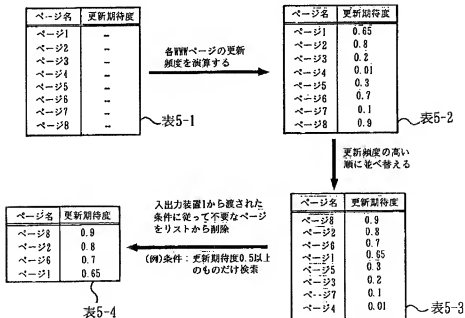 ページ名 更新期待度
ページ1 --
ページ2 --
ページ3 --
ページ4 --
ページ5 --
ページ6 --
ページ7 --
ページ8 --
表5-1
各WWWページの更新
頻度を演算する
ページ名 更新期待度
ページ1 0.65
ページ2 0.8
ページ3 0.2
ページ4 0.01
ページ5 0.3
ページ6 0.7
ページ7 0.1
ページ8 0.9
表5-2
更新頻度の高い
順に並べ替える
ページ名 更新期待度
ページ8 0.9
ページ2 0.8
ページ6 0.7
ページ1 0.65
ページ5 0.3
ページ3 0.2
ページ7 0.1
ページ4 0.01
表5-3
入出力装置1から渡された
条件に従って不要なページ
をリストから削除
(例)条件：更新期待度0.5以上
のものだけ検索
ページ名 更新期待度
ページ8 0.9
ページ2 0.8
ページ6 0.7
ページ1 0.65
表5-4